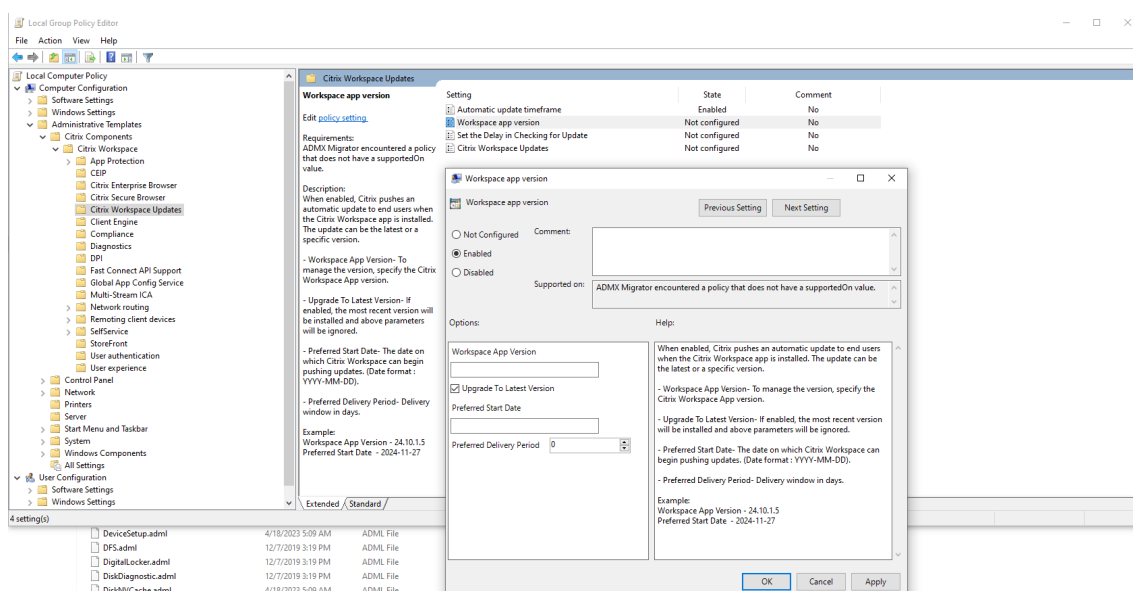 Local Group Policy Editor
File Action View Help
Local Computer Policy
Computer Configuration
Software Settings
Windows Settings
Administrative Templates
Citrix Components
Citrix Workspace
App Protection
CEIP
Citrix Enterprise Browser
Citrix Secure Browser
Citrix Workspace Updates
Client Engine
Compliance
Diagnostics
DPI
Fast Connect API Support
Global App Config Service
Multi-Stream ICA
Network routing
Remoting client devices
SelfService
StoreFront
User authentication
User experience
Control Panel
Network
Printers
Server
Start Menu and Taskbar
System
Windows Components
All Settings
User Configuration
Software Settings
Windows Settings
4 setting(s)
Citrix Workspace Updates
Workspace app version
Edit policy setting
Requirements:
ADMX Migrator encountered a policy
that does not have a supportedOn
value.
Description:
When enabled, Citrix pushes an
automatic update to end users when
the Citrix Workspace app is installed.
The update can be the latest or a
specific version.
- Workspace App Version- To
manage the version, specify the Citrix
Workspace App version.
- Upgrade To Latest Version- If
enabled, the most recent version will
be installed and above parameters
will be ignored.
- Preferred Start Date- The date on
which Citrix Workspace can begin
pushing updates. (Date format :
YYYY-MM-DD).
- Preferred Delivery Period- Delivery
window in days.
Example:
Workspace App Version - 24.10.1.5
Preferred Start Date - 2024-11-27
Extended Standard
Setting State Comment
Automatic update timeframe Enabled No
Workspace app version Not configured No
Set the Delay in Checking for Update Not configured No
Citrix Workspace Updates Not configured No
Workspace app version
Workspace app version
Previous Setting Next Setting
Not Configured Comment:
Enabled
Disabled
Supported on: ADMX Migrator encountered a policy that does not have a supportedOn value.
Options: Help:
Workspace App Version
Upgrade To Latest Version
Preferred Start Date
Preferred Delivery Period 0
When enabled, Citrix pushes an automatic update to end users
when the Citrix Workspace app is installed. The update can be
the latest or a specific version.
- Workspace App Version- To manage the version, specify the
Citrix Workspace App version.
- Upgrade To Latest Version- If enabled, the most recent version
will be installed and above parameters will be ignored.
- Preferred Start Date- The date on which Citrix Workspace can
begin pushing updates. (Date format : YYYY-MM-DD).
- Preferred Delivery Period- Delivery window in days.
Example:
Workspace App Version - 24.10.1.5
Preferred Start Date - 2024-11-27
OK Cancel Apply
DeviceSetup.adml 4/18/2023 5:09 AM ADML File
DFS.adml 12/7/2019 3:19 PM ADML File
DigitalLocker.adml 12/7/2019 3:19 PM ADML File
DiskDiagnostic.adml 12/7/2019 3:19 PM ADML File
DiskNVCache.adml 4/18/2023 5:09 AM ADML File